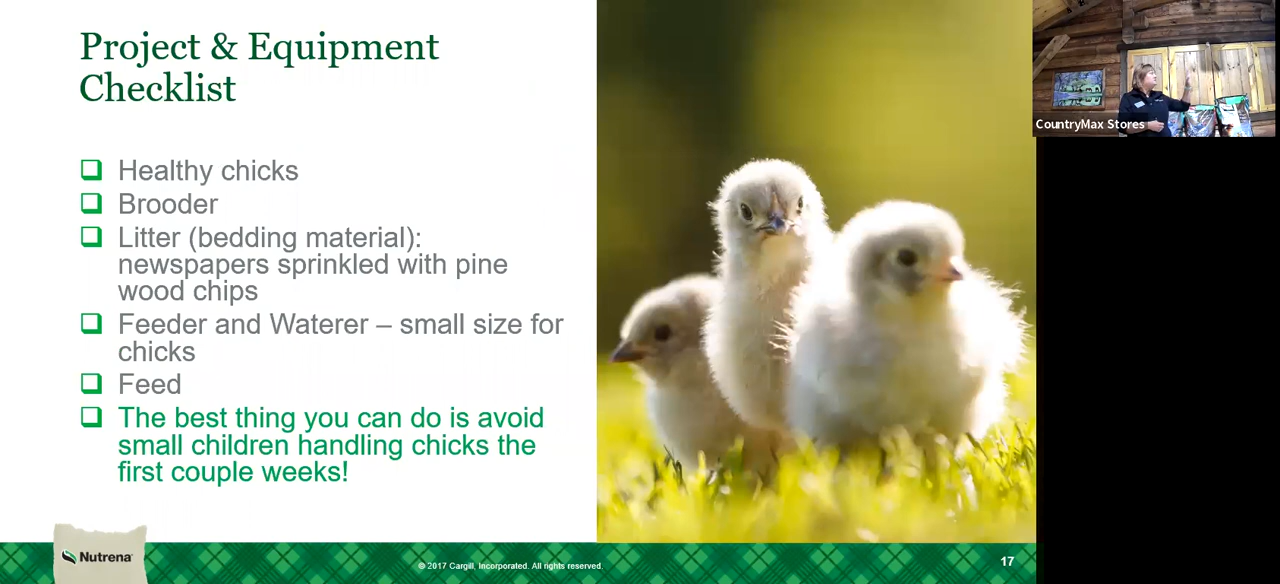 Project & Equipment
Checklist
Healthy chicks
Brooder
Litter (bedding material):
newspapers sprinkled with pine
wood chips
Feeder and Waterer – small size for
chicks
Feed
The best thing you can do is avoid
small children handling chicks the
first couple weeks!
CountryMax Stores
Nutrena
© 2017 Cargill, Incorporated. All rights reserved.
17